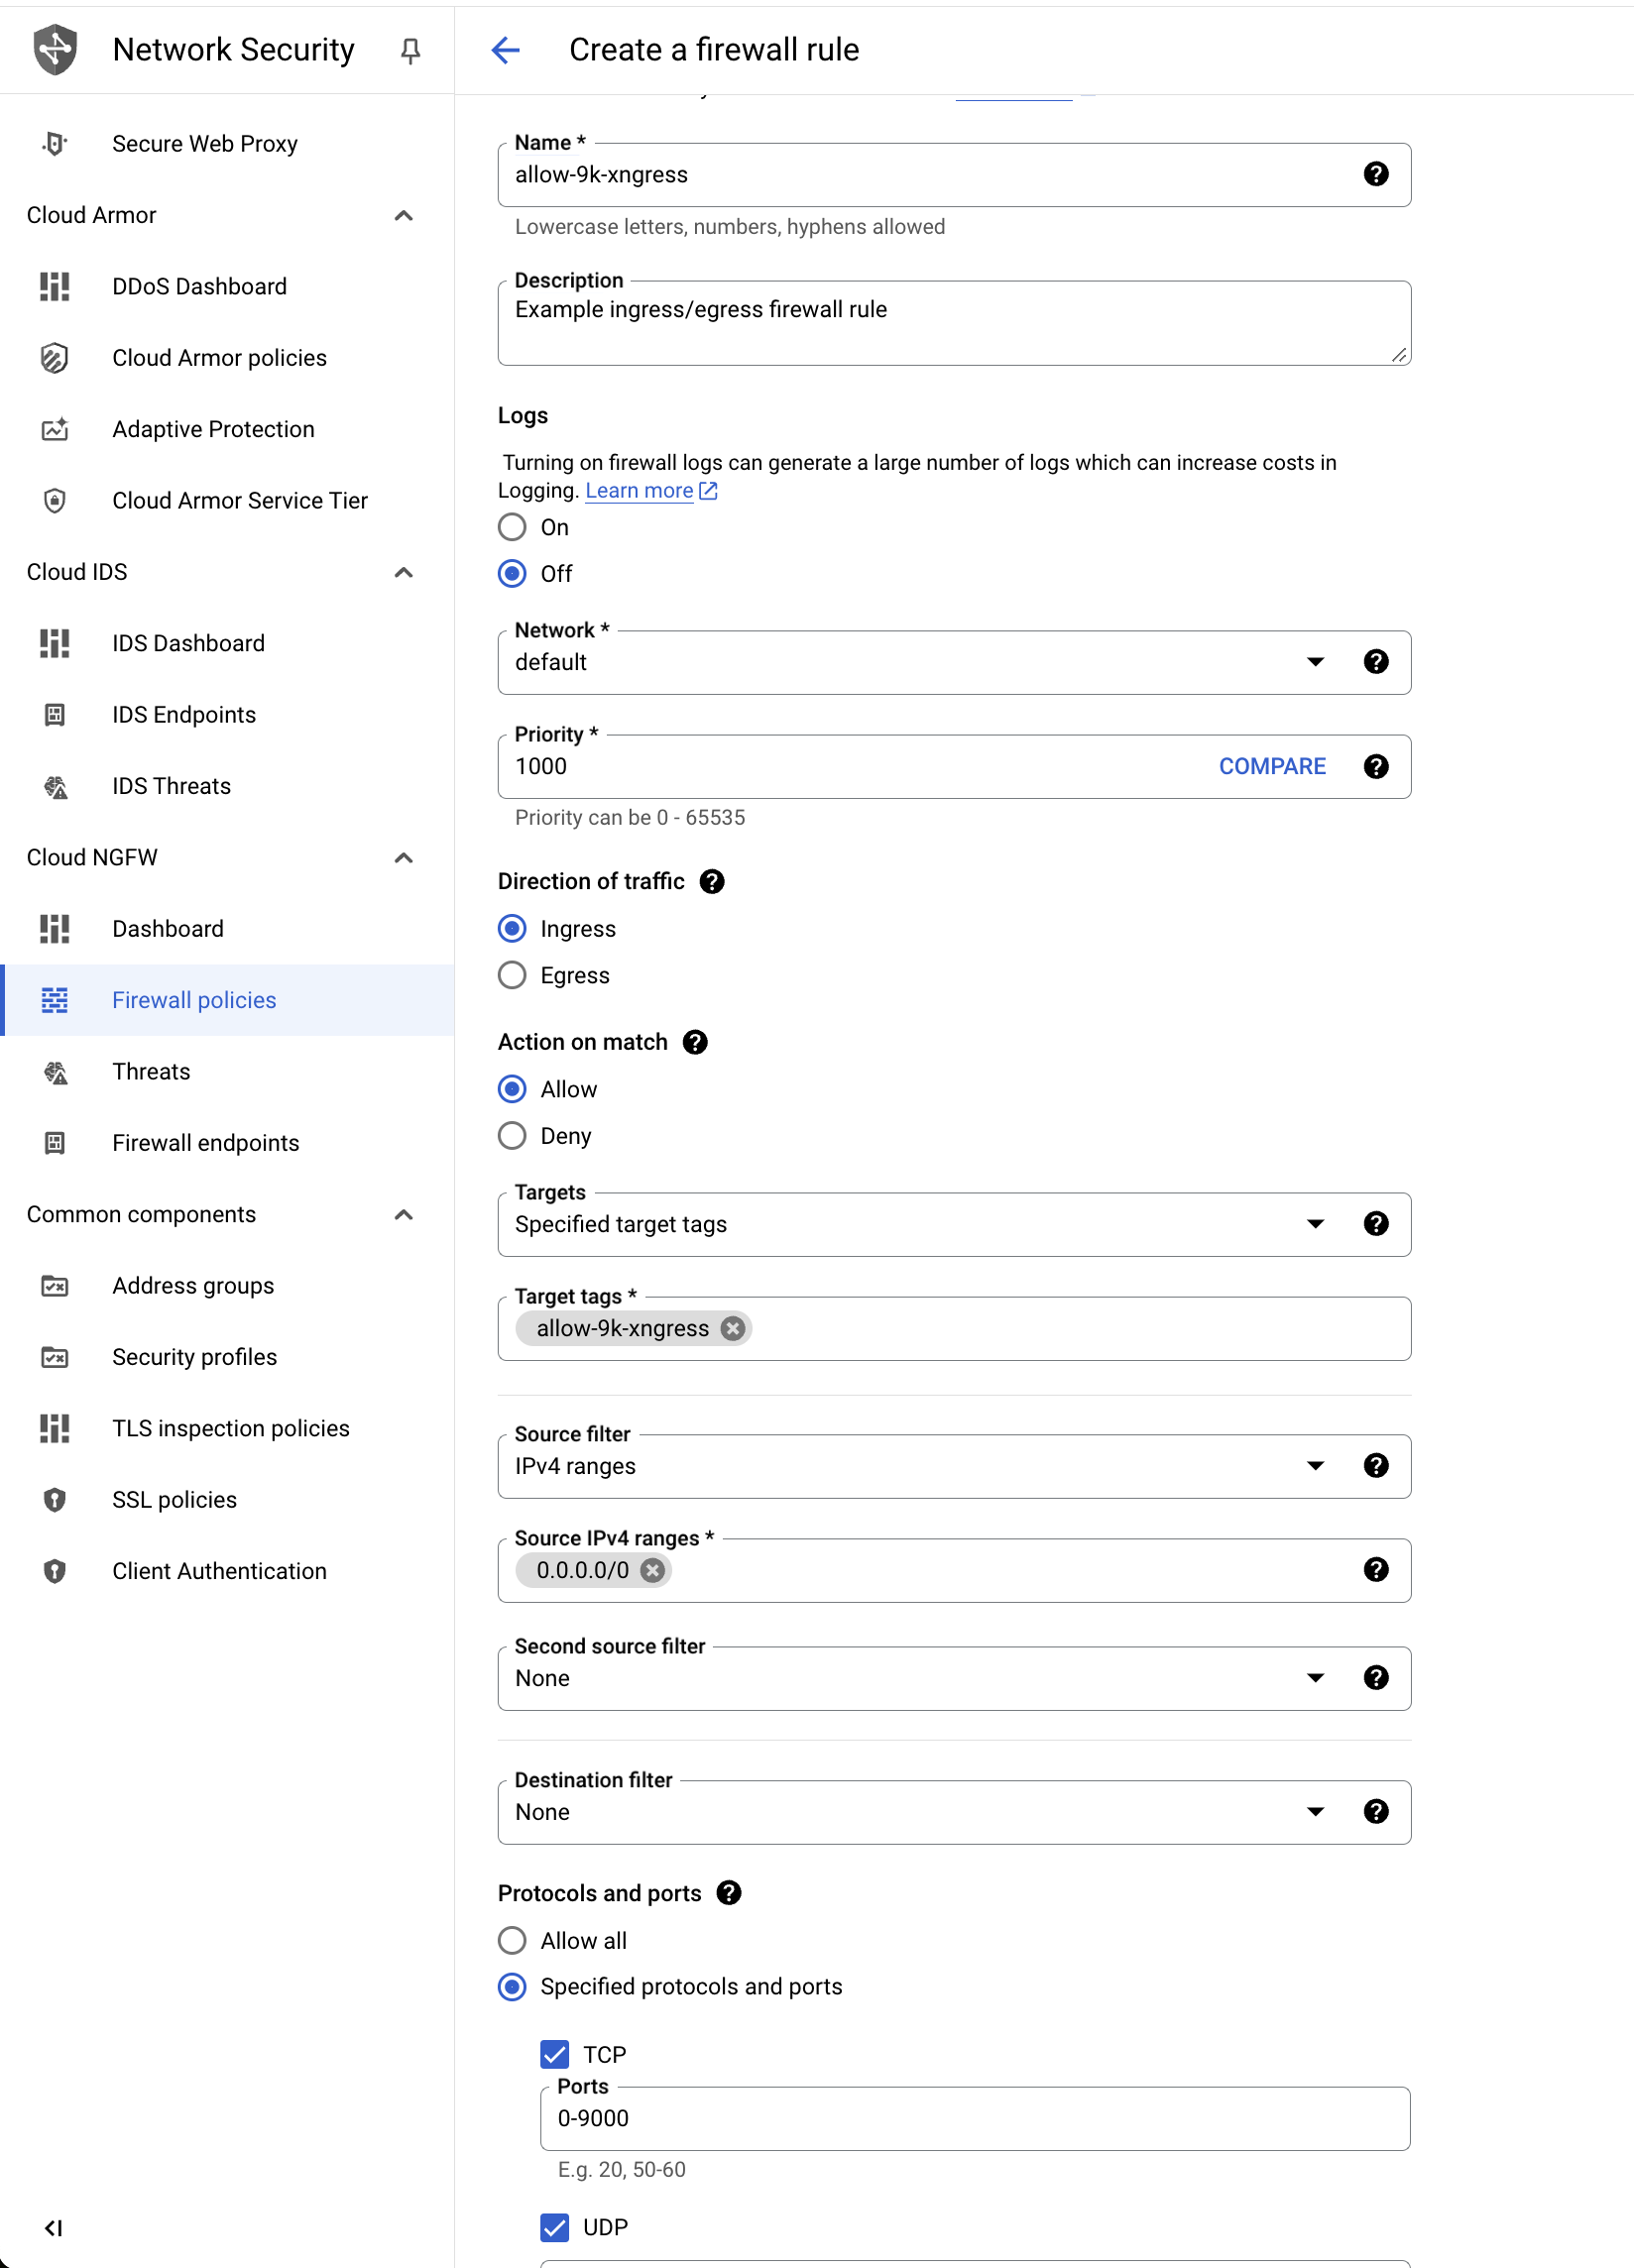 Network Security
Secure Web Proxy
Cloud Armor
DDoS Dashboard
Cloud Armor policies
Adaptive Protection
Cloud Armor Service Tier
Cloud IDS
IDS Dashboard
IDS Endpoints
IDS Threats
Cloud NGFW
Dashboard
Firewall policies
Threats
Firewall endpoints
Common components
Address groups
Security profiles
TLS inspection policies
SSL policies
Client Authentication
Create a firewall rule
Name *
allow-9k-xngress
Lowercase letters, numbers, hyphens allowed
Description
Example ingress/egress firewall rule
Logs
Turning on firewall logs can generate a large number of logs which can increase costs in
Logging. Learn more
On
Off
Network *
default
Priority *
1000 COMPARE
Priority can be 0 - 65535
Direction of traffic
Ingress
Egress
Action on match
Allow
Deny
Targets
Specified target tags
Target tags *
allow-9k-xngress
Source filter
IPv4 ranges
Source IPv4 ranges *
0.0.0.0/0
Second source filter
None
Destination filter
None
Protocols and ports
Allow all
Specified protocols and ports
TCP
Ports
0-9000
E.g. 20, 50-60
UDP